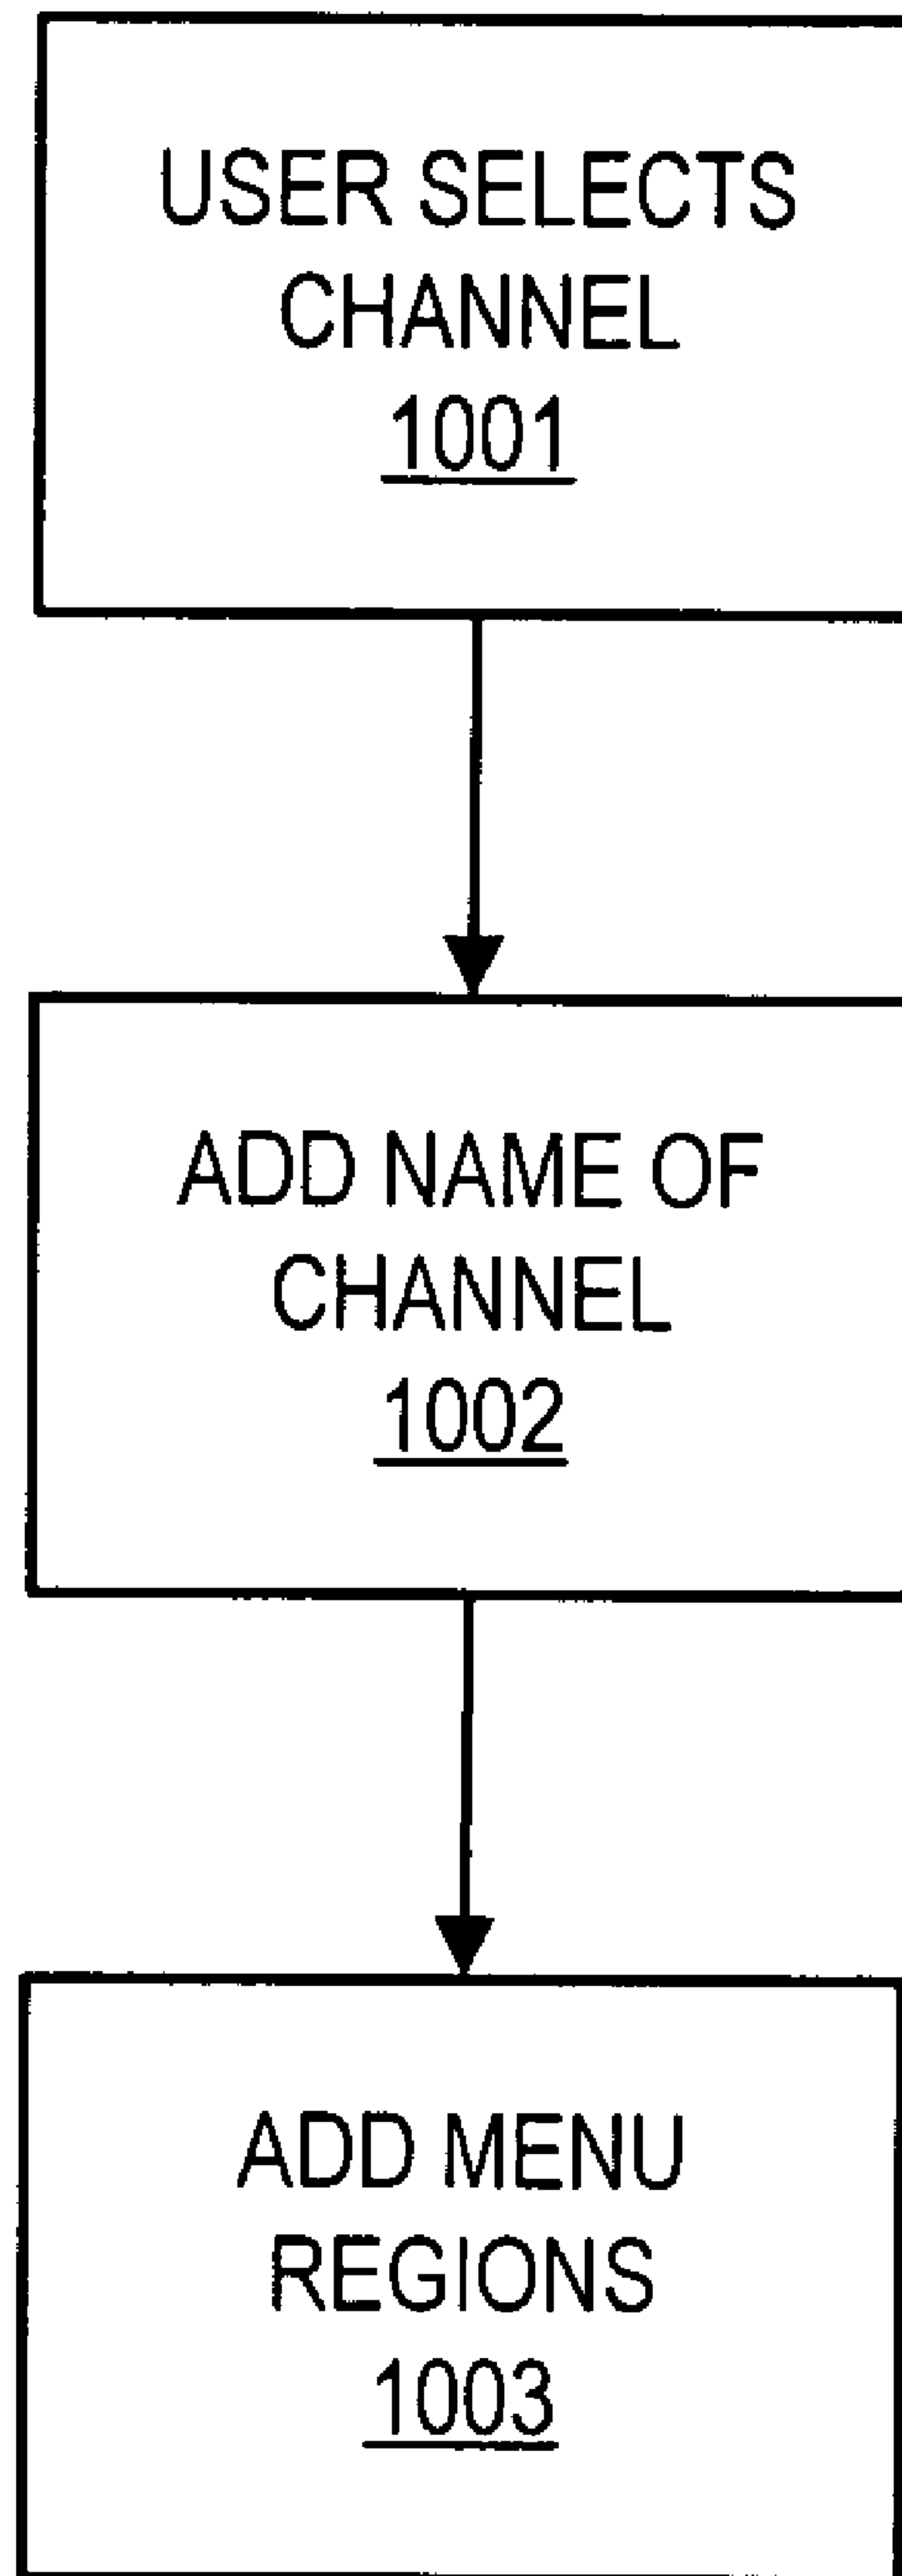 USER SELECTS
CHANNEL
1001
ADD NAME OF
CHANNEL
1002
ADD MENU
REGIONS
1003